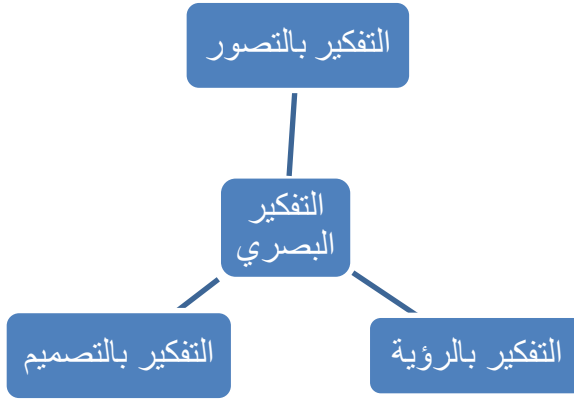 التفكير بالتصور
التفكير
البصري
التفكير بالرؤية
التفكير بالتصميم